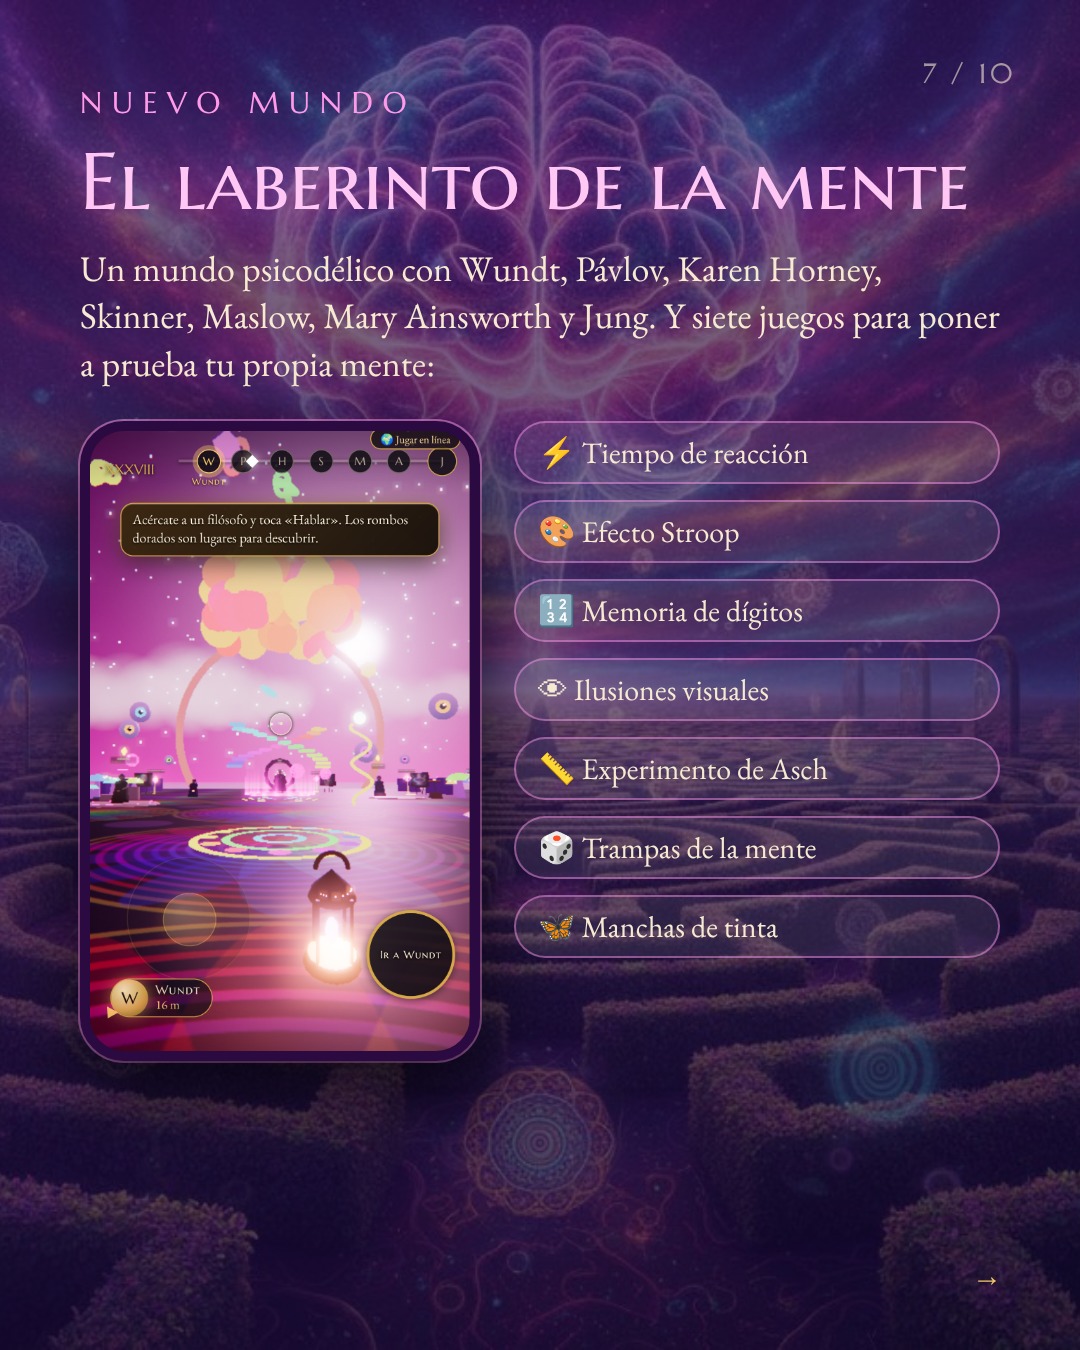 7 / 10
NUEVO MUNDO
El laberinto de la mente
Un mundo psicodélico con Wundt, Pávlov, Karen Horney,
Skinner, Maslow, Mary Ainsworth y Jung. Y siete juegos para poner
a prueba tu propia mente:
Jugar en línea
XXVIII
W P H S M A J
Wundt
Acércate a un filósofo y toca «Hablar». Los rombos
dorados son lugares para descubrir.
Ir a Wundt
W
Wundt
16 m
⚡ Tiempo de reacción
🎨 Efecto Stroop
🔢 Memoria de dígitos
👁 Ilusiones visuales
📏 Experimento de Asch
🎲 Trampas de la mente
🦋 Manchas de tinta
→